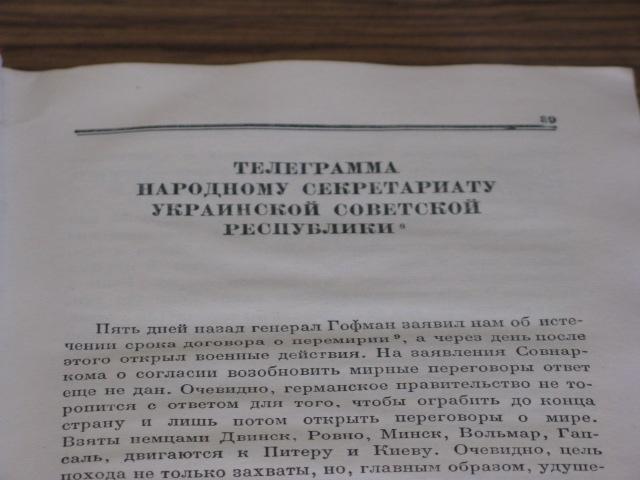 39
ТЕЛЕГРАММА
НАРОДНОМУ СЕКРЕТАРИАТУ
УКРАИНСКОЙ СОВЕТСКОЙ
РЕСПУБЛИКИ⁸
Пять дней назад генерал Гофман заявил нам об исте-
чении срока договора о перемирии⁹, а через день после
этого открыл военные действия. На заявления Совнар-
кома о согласии возобновить мирные переговоры ответ
еще не дан. Очевидно, германское правительство не то-
ропится с ответом для того, чтобы ограбить до конца
страну и лишь потом открыть переговоры о мире.
Взяты немцами Двинск, Ровно, Минск, Вольмар, Гап-
саль, двигаются к Питеру и Киеву. Очевидно, цель
похода не только захваты, но, главным образом, удуше-